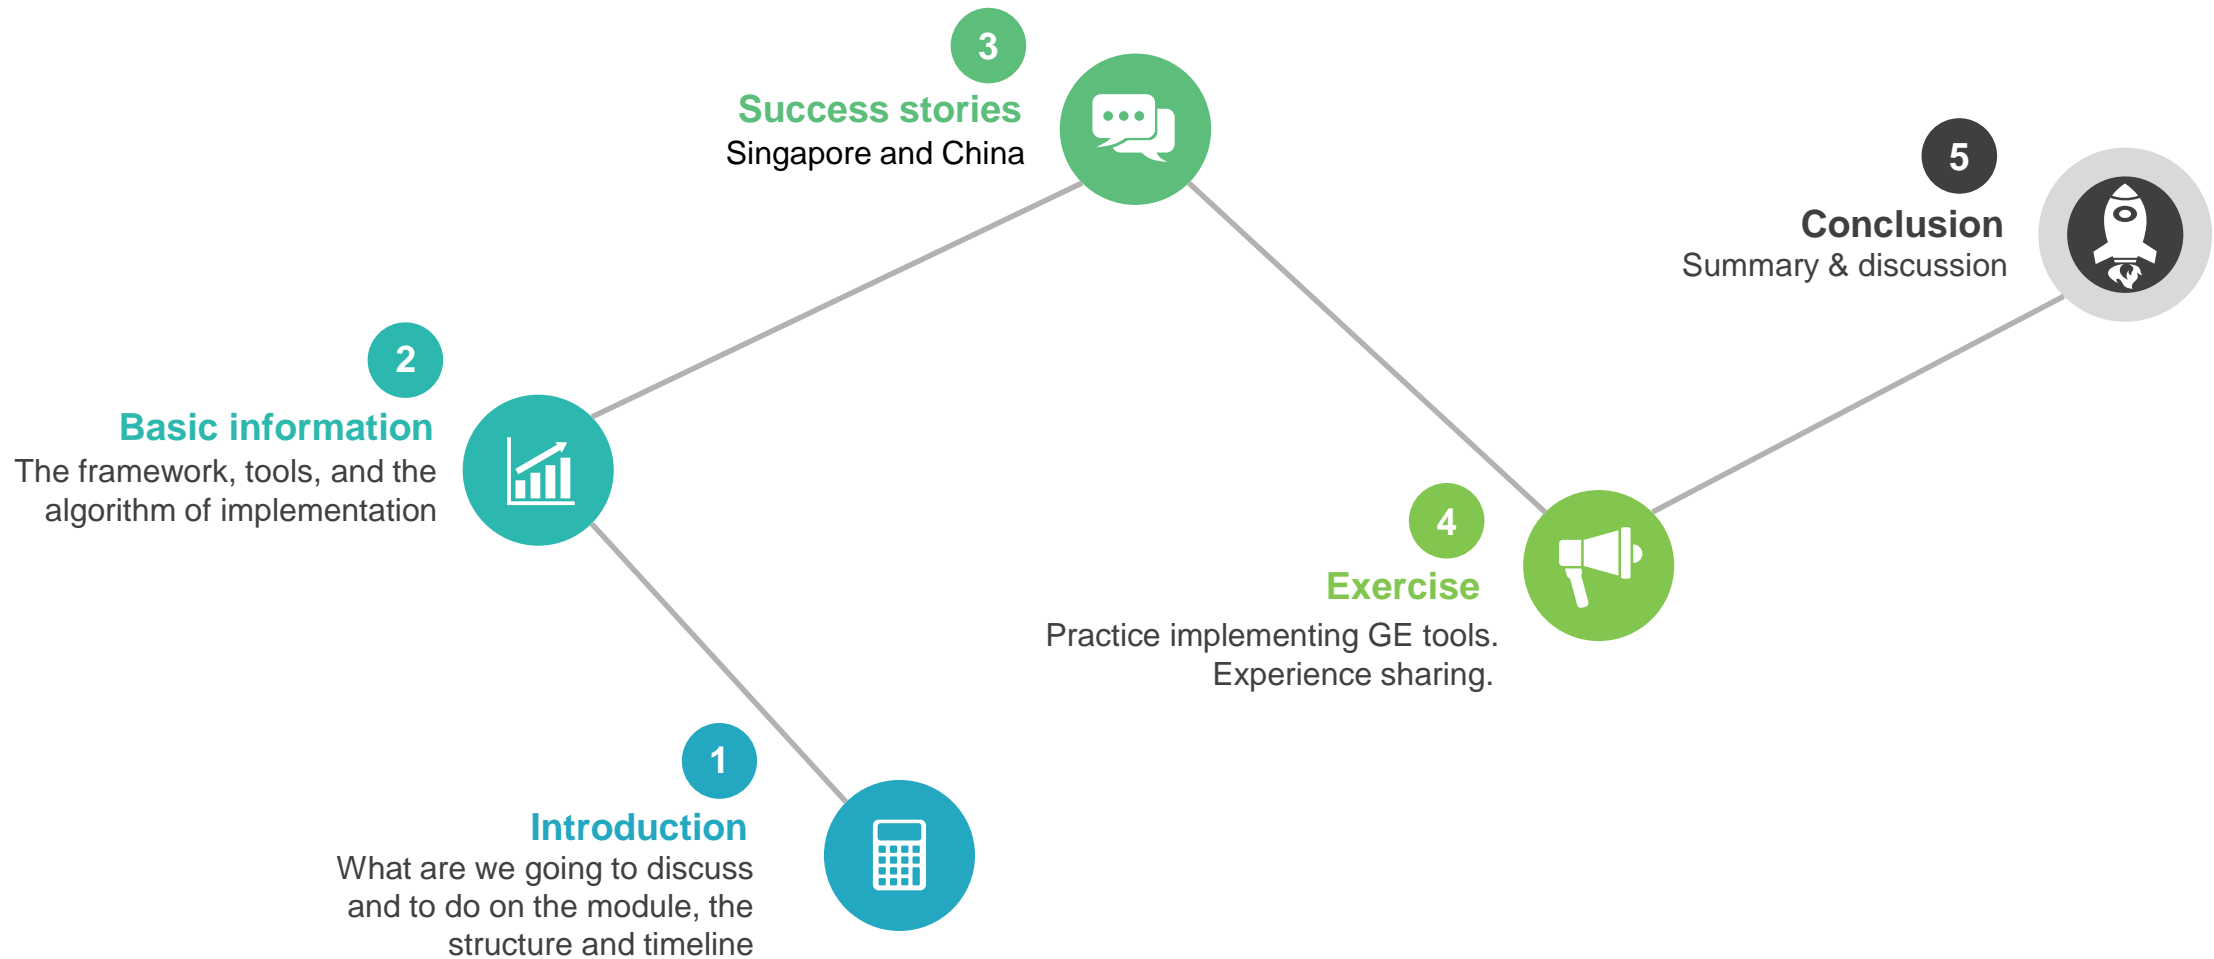 1
Introduction
What are we going to discuss
and to do on the module, the
structure and timeline
2
Basic information
The framework, tools, and the
algorithm of implementation
3
Success stories
Singapore and China
4
Exercise
Practice implementing GE tools.
Experience sharing.
5
Conclusion
Summary & discussion